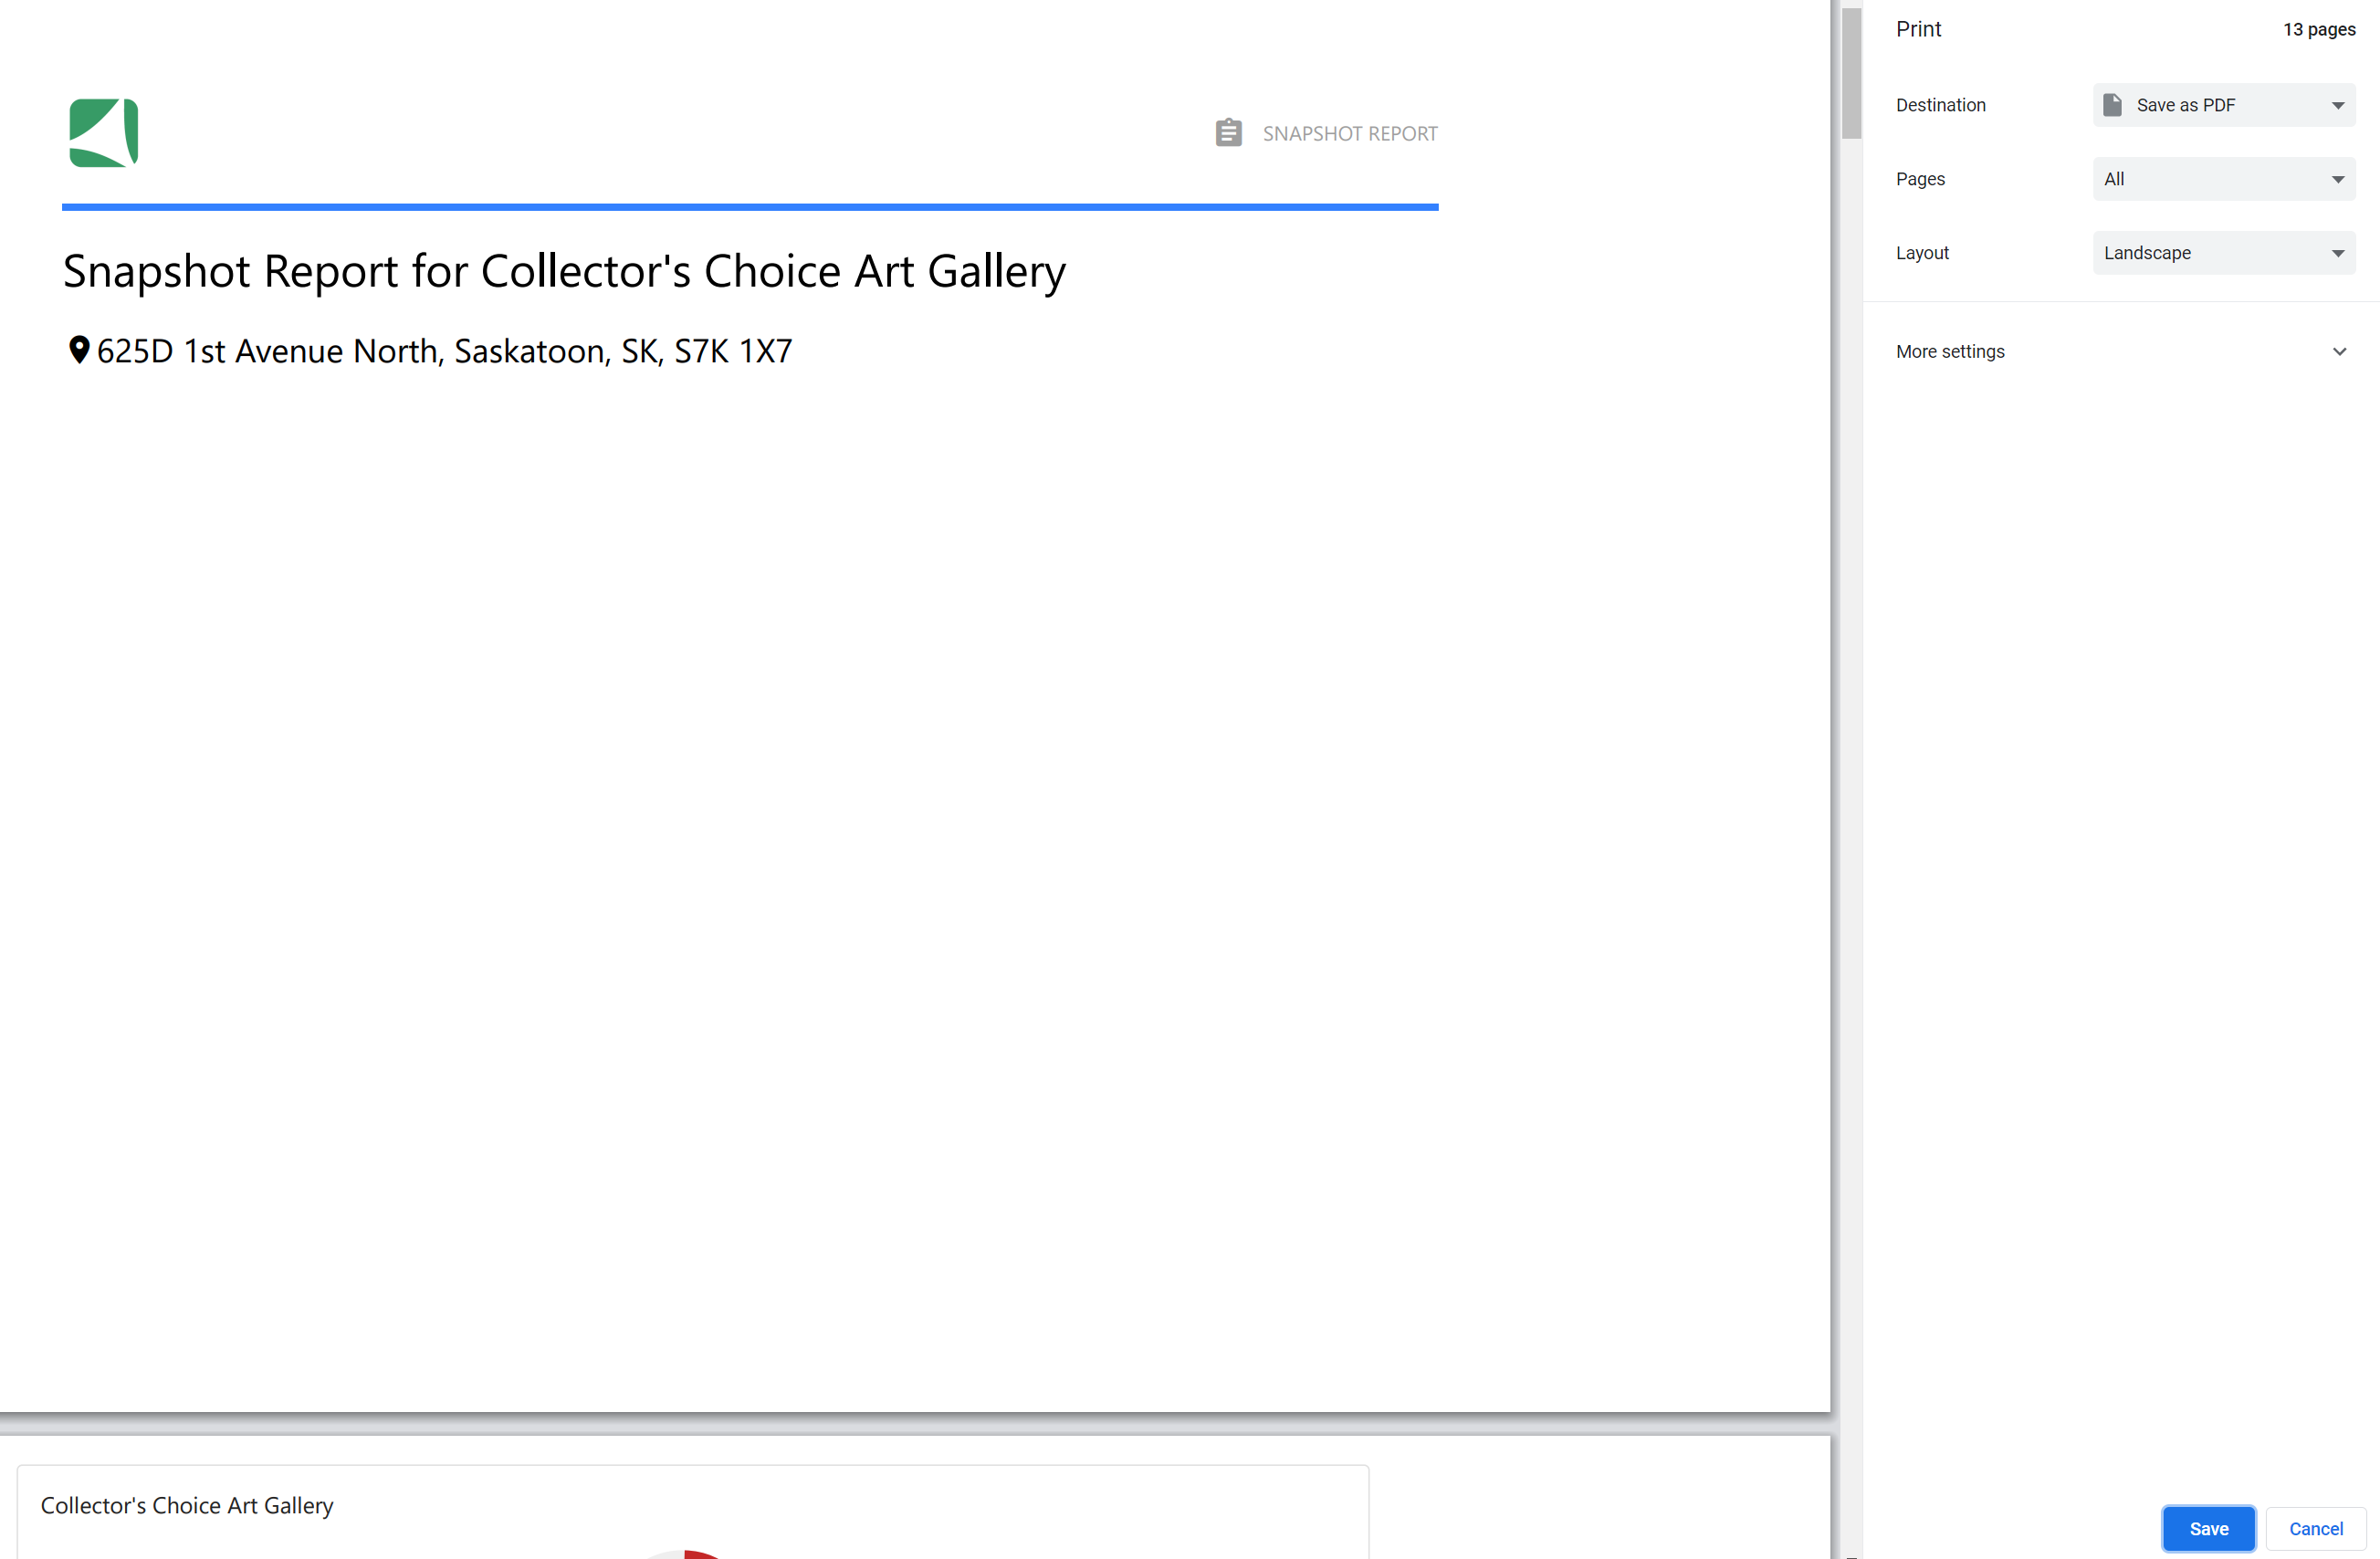 SNAPSHOT REPORT
Snapshot Report for Collector's Choice Art Gallery
625D 1st Avenue North, Saskatoon, SK, S7K 1X7
Collector's Choice Art Gallery
Print 13 pages
Destination Save as PDF
Pages All
Layout Landscape
More settings
Save Cancel